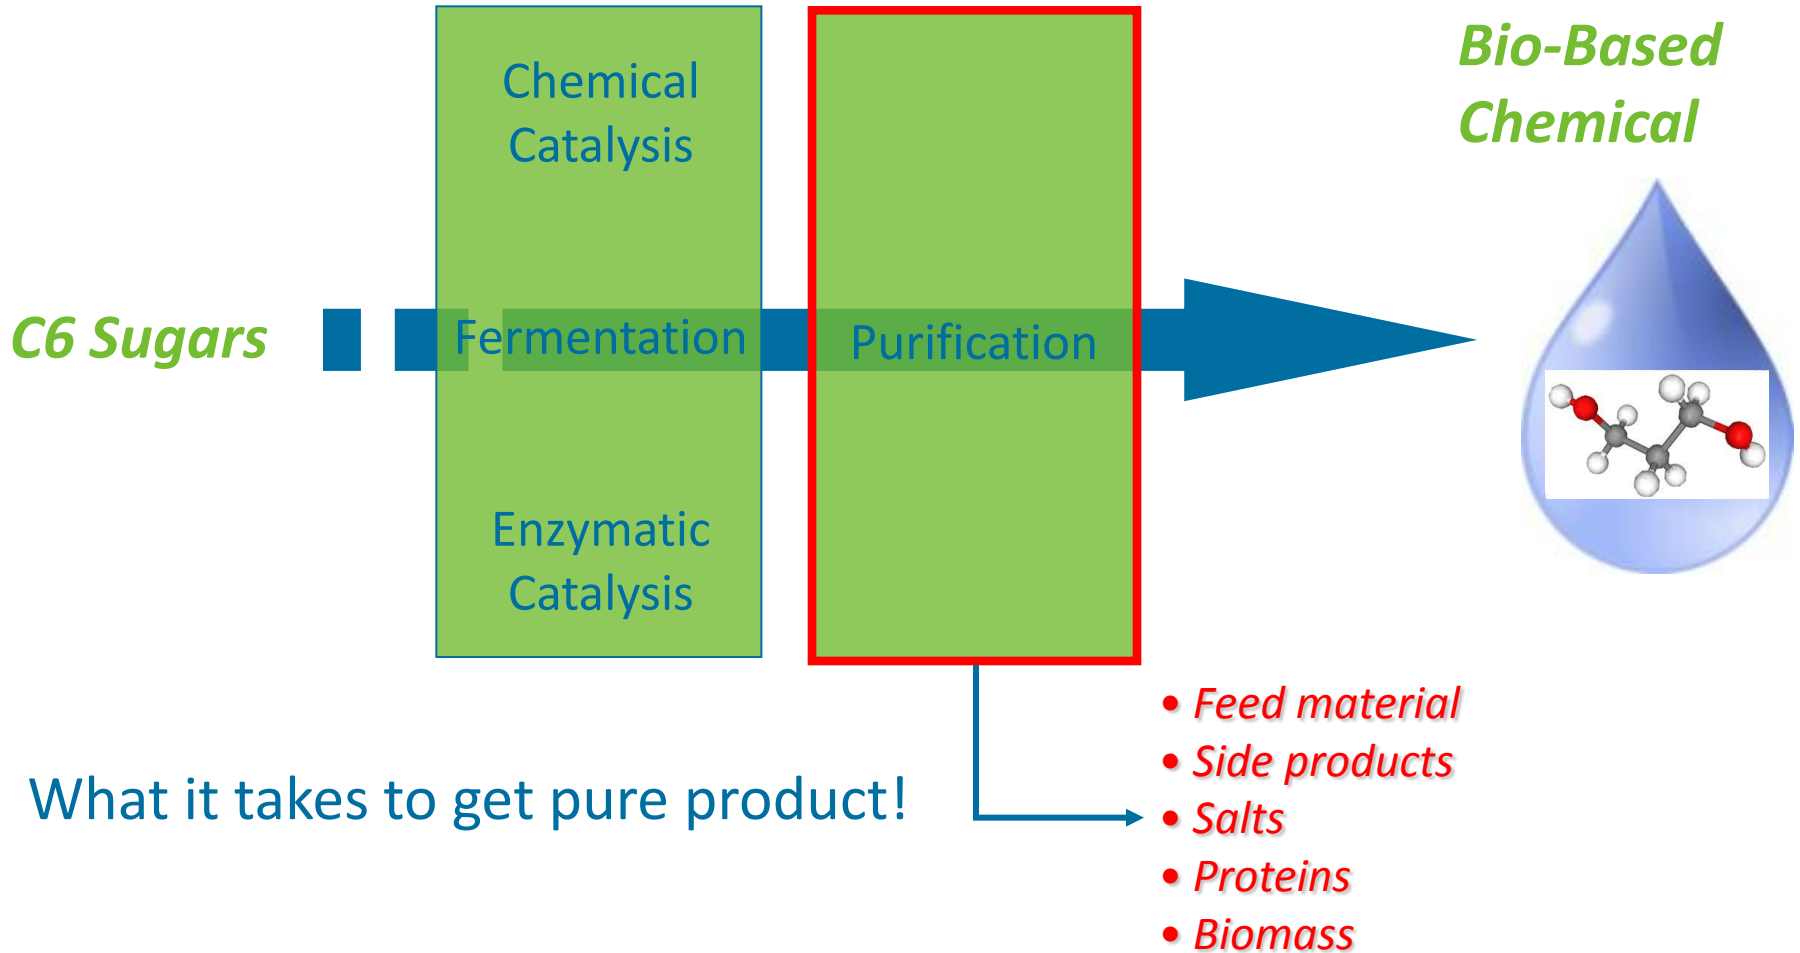 Bio-Based
Chemical
Chemical
Catalysis
C6 Sugars
Fermentation
Purification
Enzymatic
Catalysis
What it takes to get pure product!
• Feed material
• Side products
• Salts
• Proteins
• Biomass